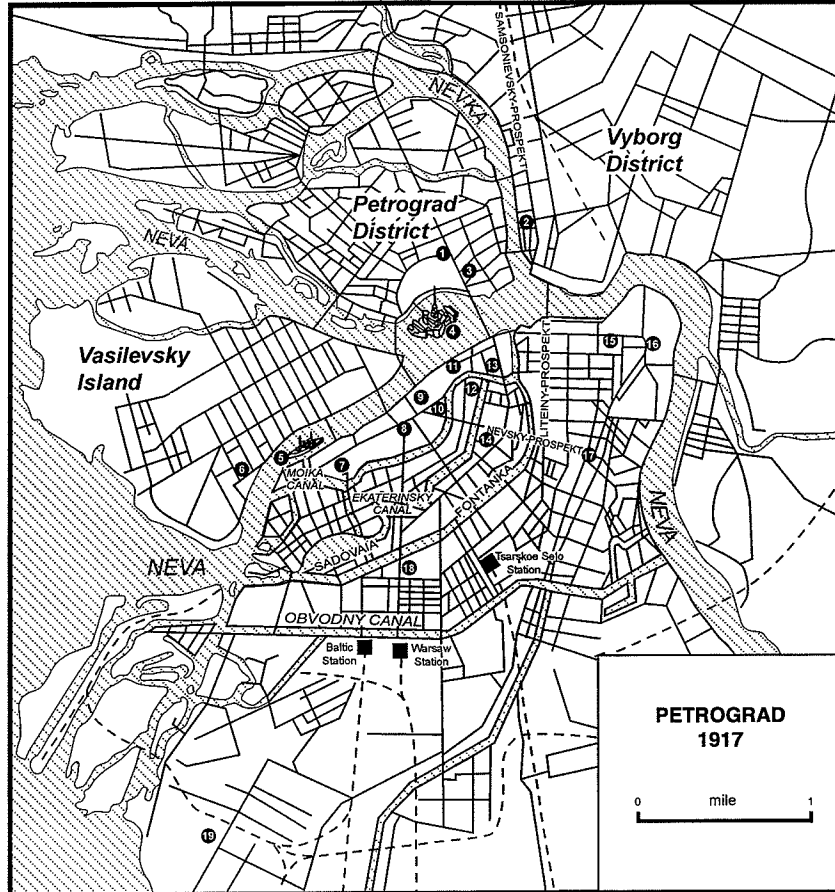 SAMSONIEVSKY-PROSPEKT
NEVKA
Vyborg
District
Petrograd
District
2
NEVA
1
3
4
Vasilevsky
Island
LITEINY-PROSPEKT
15
16
11
13
9
12
10
8
NEVSKY-PROSPEKT
14
17
5
6
7
MOIKA
CANAL
EKATERINSKY
CANAL
FONTANKA
NEVA
NEVA
SADOVAIA
18
Tsarskoe Selo
Station
OBVODNY CANAL
Baltic
Station
Warsaw
Station
PETROGRAD
1917
0 mile 1
19